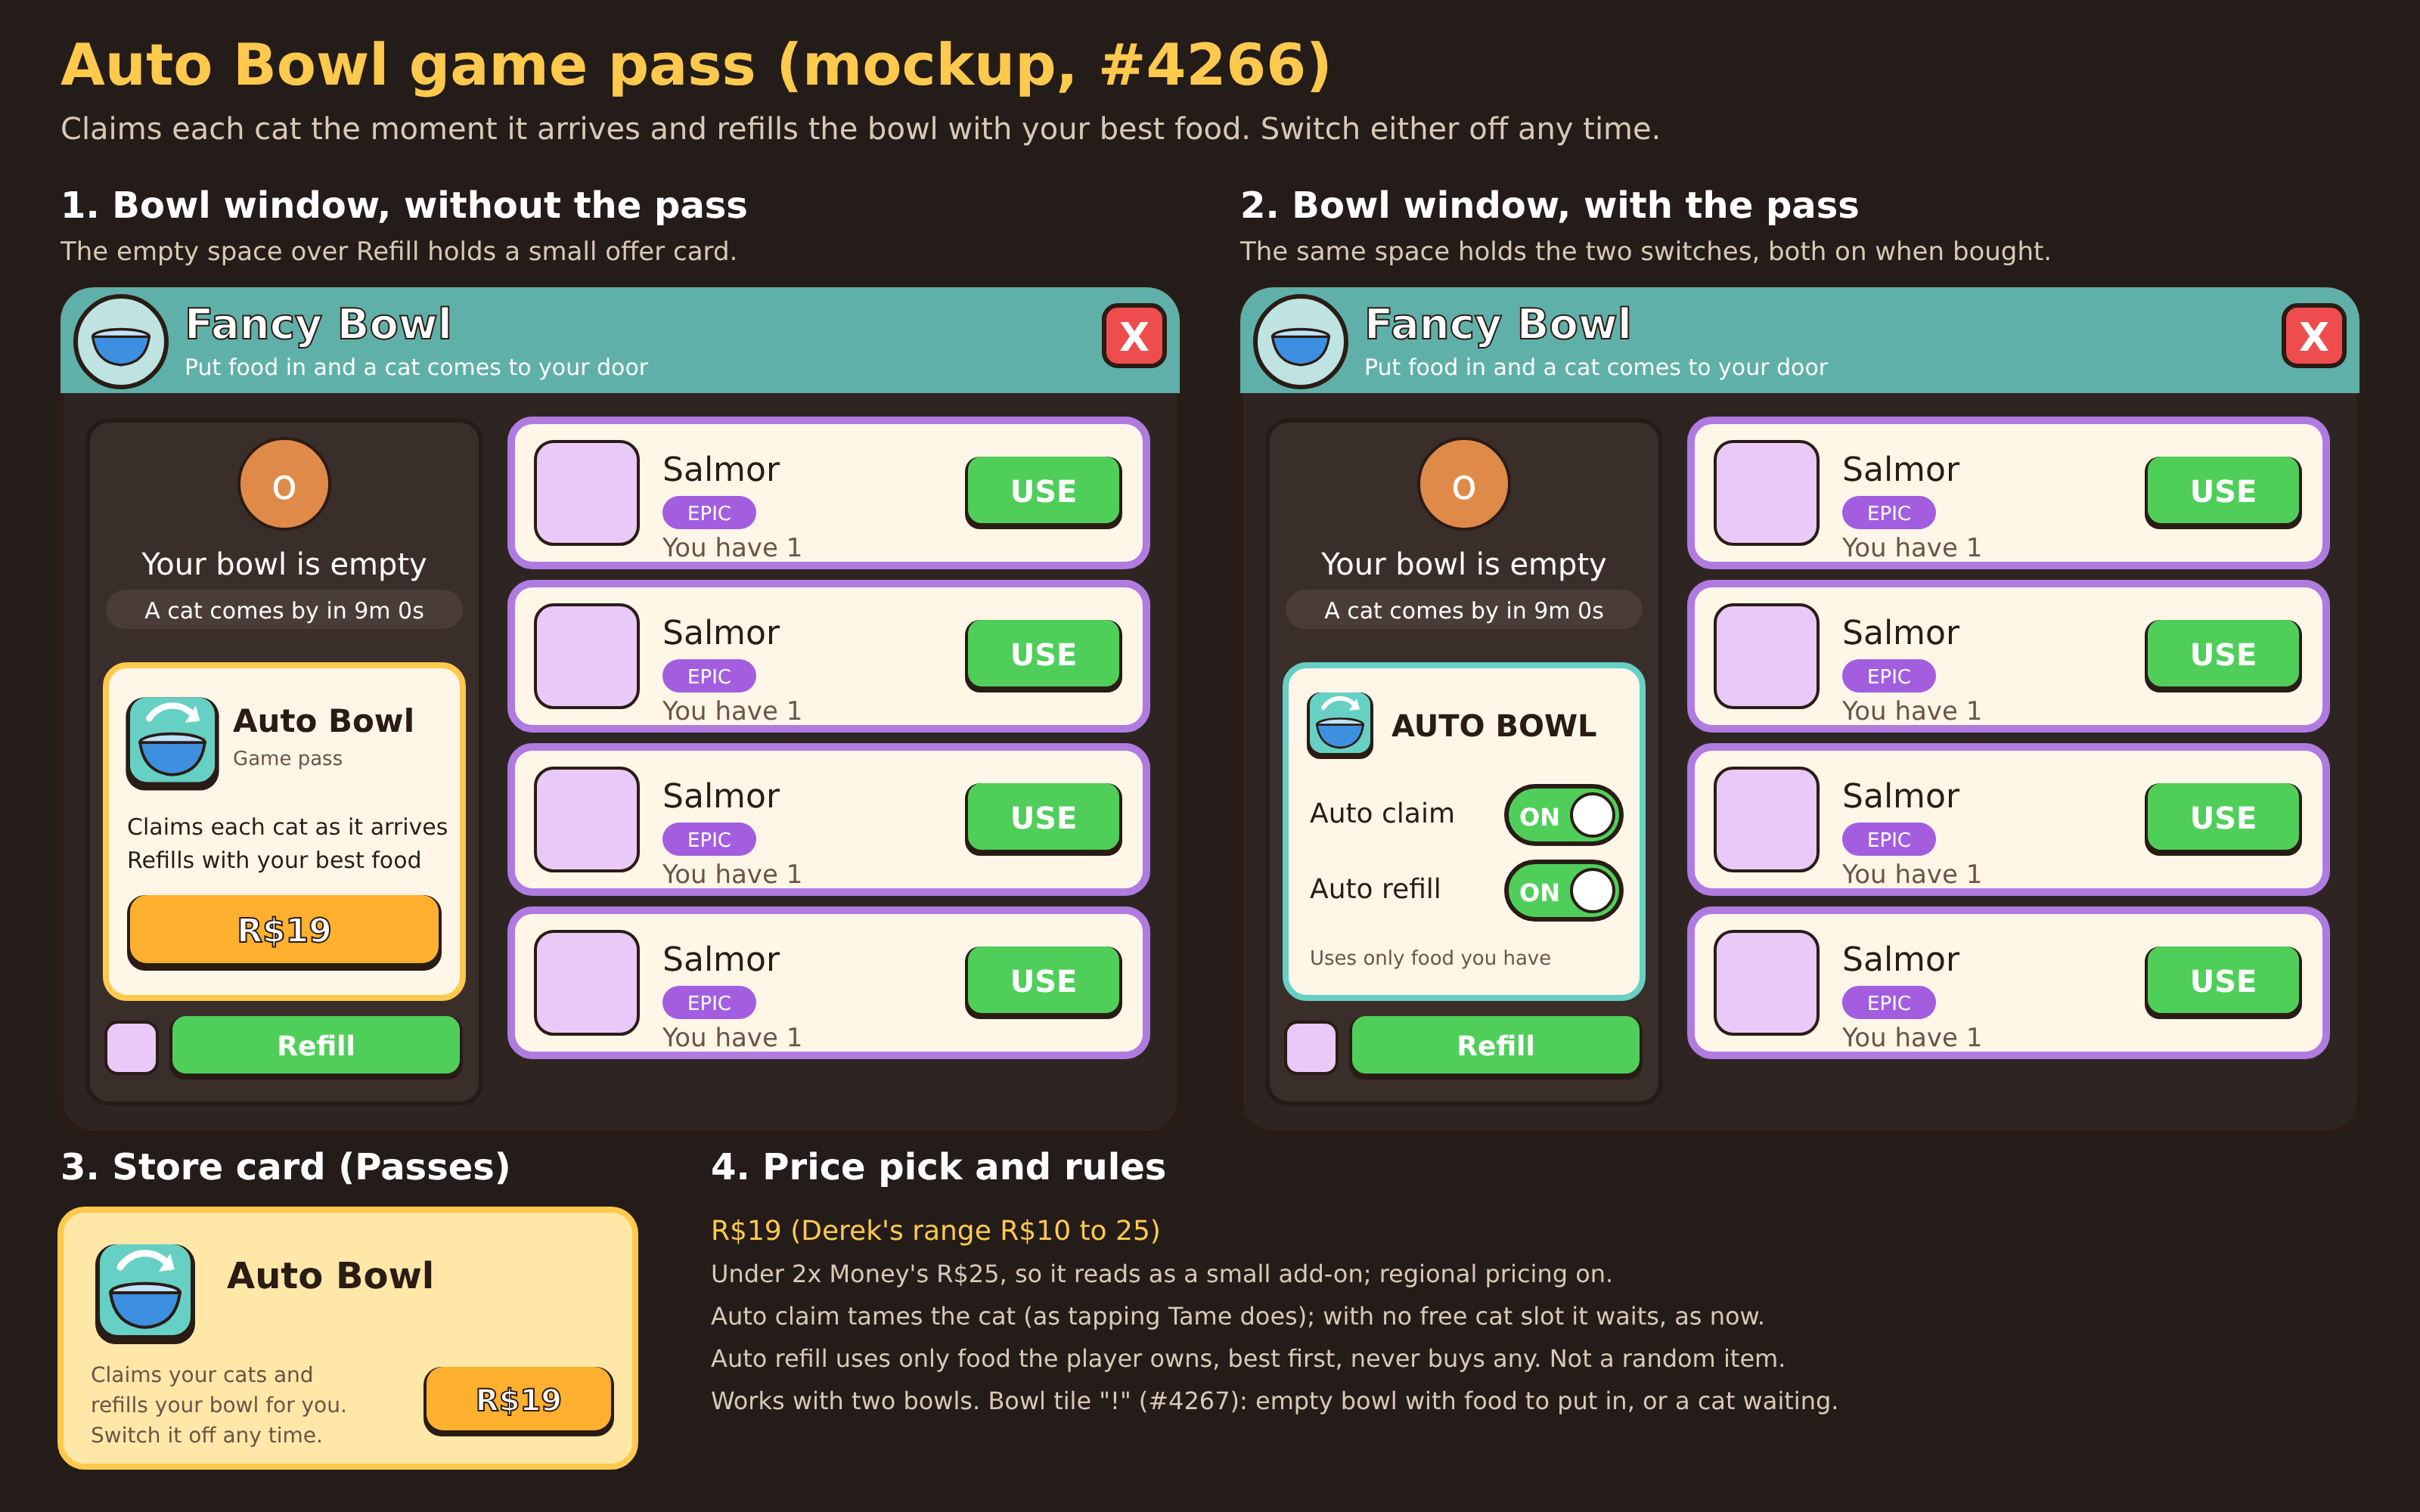 Auto Bowl game pass (mockup, #4266)
Claims each cat the moment it arrives and refills the bowl with your best food. Switch either off any time.
1. Bowl window, without the pass
The empty space over Refill holds a small offer card.
Fancy Bowl
Put food in and a cat comes to your door
X
o
Your bowl is empty
A cat comes by in 9m 0s
Auto Bowl
Game pass
Claims each cat as it arrives
Refills with your best food
R$19
Refill
Salmor
EPIC
You have 1
USE
Salmor
EPIC
You have 1
USE
Salmor
EPIC
You have 1
USE
Salmor
EPIC
You have 1
USE
2. Bowl window, with the pass
The same space holds the two switches, both on when bought.
Fancy Bowl
Put food in and a cat comes to your door
X
o
Your bowl is empty
A cat comes by in 9m 0s
AUTO BOWL
Auto claim ON
Auto refill ON
Uses only food you have
Refill
Salmor
EPIC
You have 1
USE
Salmor
EPIC
You have 1
USE
Salmor
EPIC
You have 1
USE
Salmor
EPIC
You have 1
USE
3. Store card (Passes)
Auto Bowl
Claims your cats and
refills your bowl for you.
Switch it off any time.
R$19
4. Price pick and rules
R$19 (Derek's range R$10 to 25)
Under 2x Money's R$25, so it reads as a small add-on; regional pricing on.
Auto claim tames the cat (as tapping Tame does); with no free cat slot it waits, as now.
Auto refill uses only food the player owns, best first, never buys any. Not a random item.
Works with two bowls. Bowl tile "!" (#4267): empty bowl with food to put in, or a cat waiting.